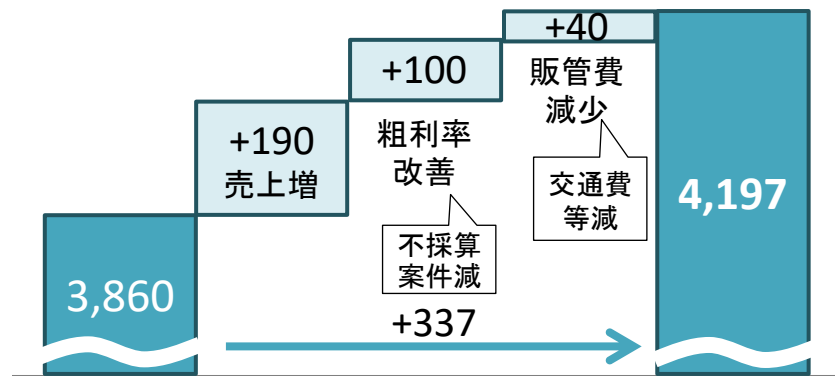 3,860
+190
売上増
+100
粗利率
改善
不採算
案件減
+40
販管費
減少
交通費
等減
4,197
+337